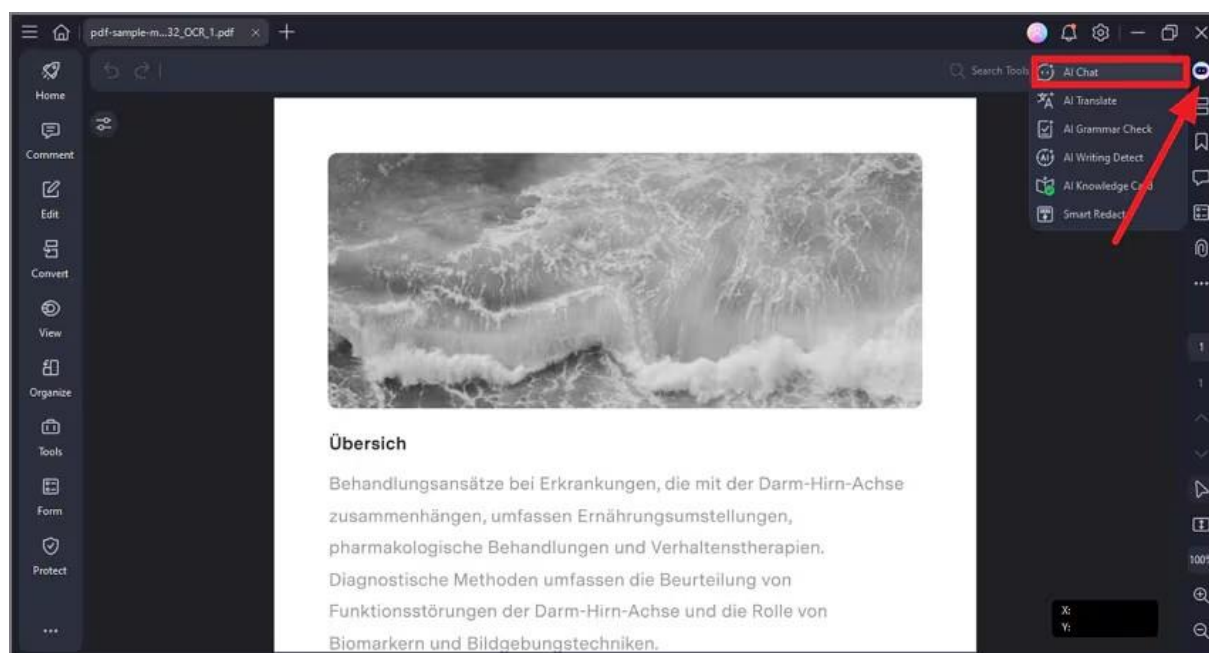 pdf-sample-m...32_OCR_1.pdf
Home
Search Tools
AI Chat
AI Translate
Comment
AI Grammar Check
AI Writing Detect
AI Knowledge Card
Edit
Smart Redact
Convert
View
Organize
Tools
Form
Protect
Übersich
Behandlungsansätze bei Erkrankungen, die mit der Darm-Hirn-Achse
zusammenhängen, umfassen Ernährungsumstellungen,
pharmakologische Behandlungen und Verhaltenstherapien.
Diagnostische Methoden umfassen die Beurteilung von
Funktionsstörungen der Darm-Hirn-Achse und die Rolle von
Biomarkern und Bildgebungstechniken.
1
1
100%
X:
Y: